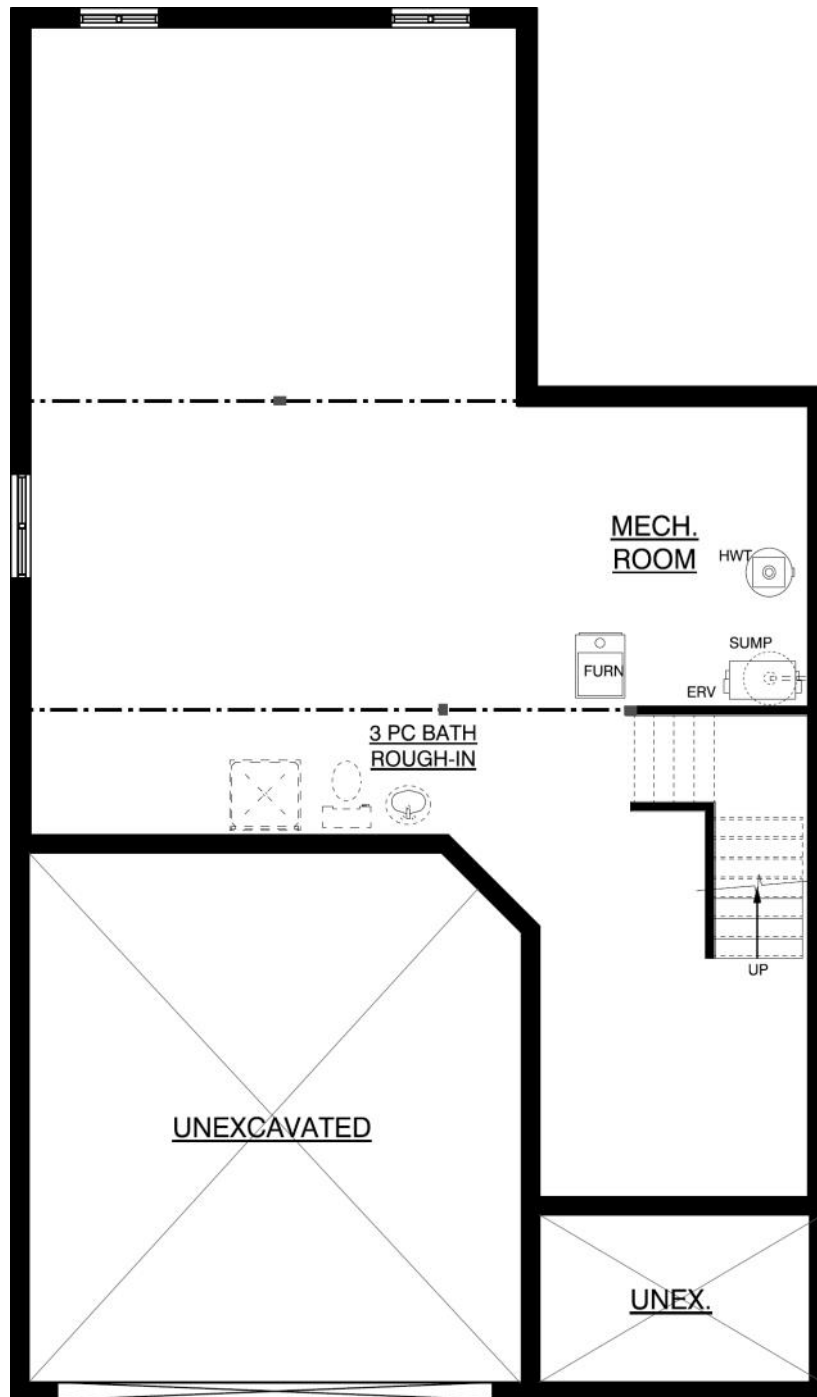 MECH.
ROOM
HWT
SUMP
FURN
ERV
3 PC BATH
ROUGH-IN
UP
UNEXCAVATED
UNEX.